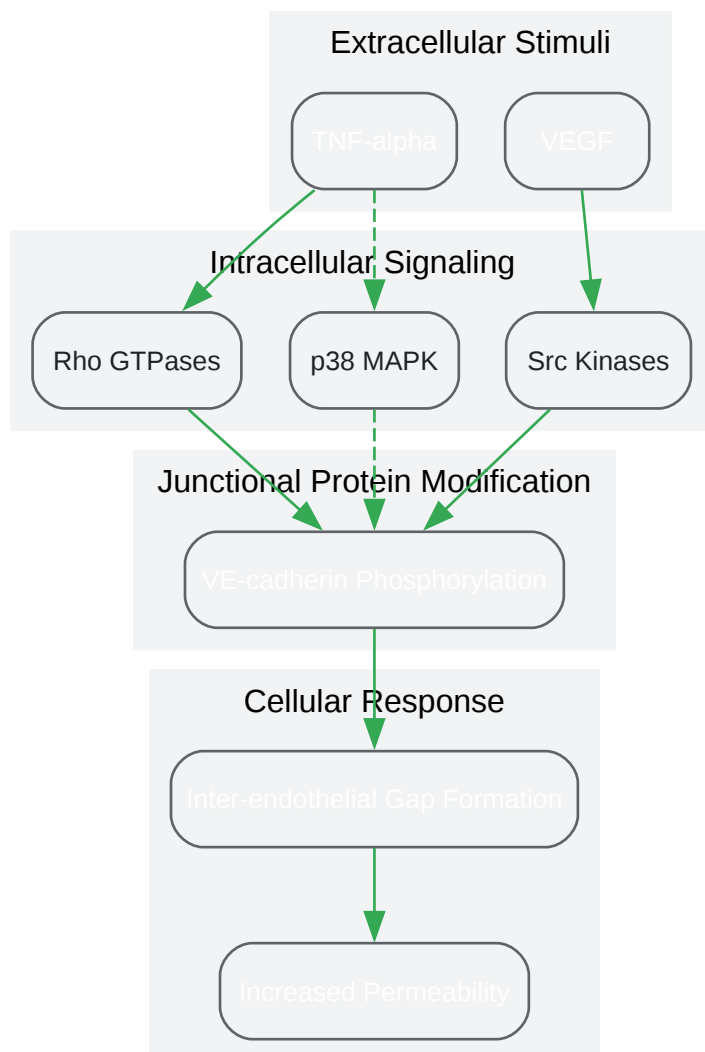 Extracellular Stimuli
TNF-alpha
VEGF
Intracellular Signaling
Rho GTPases
p38 MAPK
Src Kinases
Junctional Protein Modification
VE-cadherin Phosphorylation
Cellular Response
Inter-endothelial Gap Formation
Increased Permeability